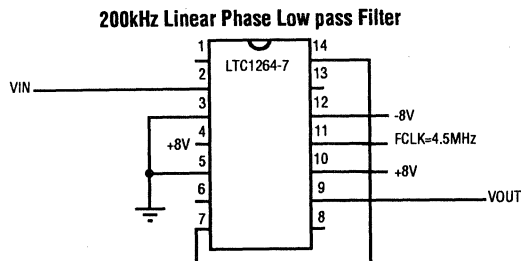 200kHz Linear Phase Low pass Filter
1
14
LTC1264-7
2
13
VIN
3
12
-8V
4
11
FCLK=4.5MHz
+8V
5
10
+8V
6
9
VOUT
7
8